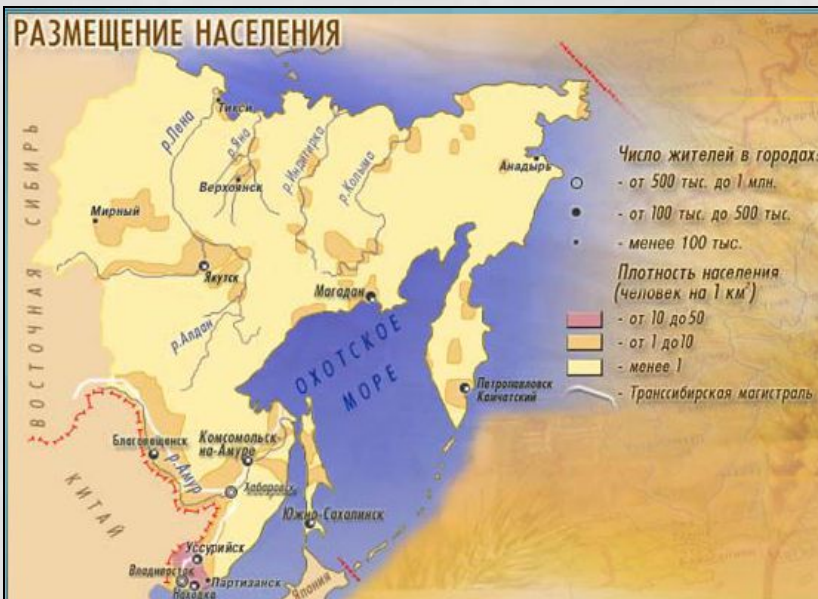 РАЗМЕЩЕНИЕ НАСЕЛЕНИЯ
ВОСТОЧНАЯ СИБИРЬ
Тикси
р.Лена
р.Яна
р.Индигирка
р.Колыма
Верхоянск
Анадырь
Мирный
Якутск
Магадан
р.Алдан
ОХОТСКОЕ
МОРЕ
Петропавловск
Камчатский
Благовещенск
Комсомольск
на-Амуре
р.Амур
Хабаровск
КИТАЙ
Южно-Сахалинск
Уссурийск
Владивосток
Партизанск
Находка
Япония
Число жителей в городах:
- от 500 тыс. до 1 млн.
- от 100 тыс. до 500 тыс.
- менее 100 тыс.
Плотность населения
(человек на 1 км²)
- от 10 до 50
- от 1 до 10
- менее 1
- Транссибирская магистраль